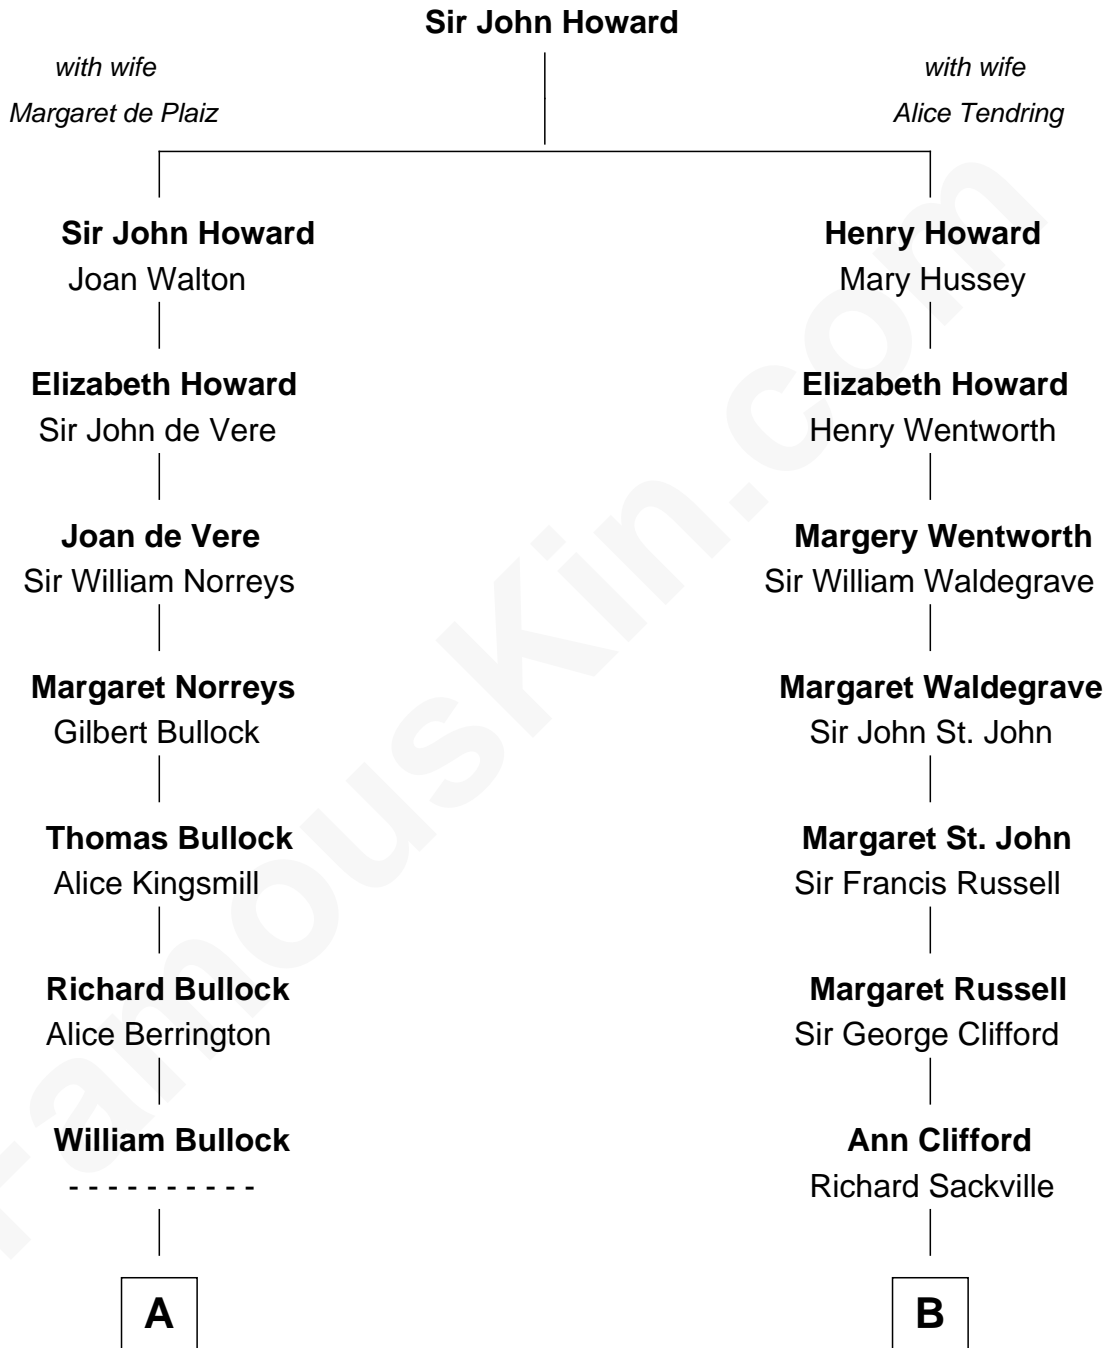 Sir John Howard
with wife
Margaret de Plaiz
with wife
Alice Tendring
Sir John Howard
Joan Walton
Henry Howard
Mary Hussey
Elizabeth Howard
Sir John de Vere
Elizabeth Howard
Henry Wentworth
Joan de Vere
Sir William Norreys
Margery Wentworth
Sir William Waldegrave
Margaret Norreys
Gilbert Bullock
Margaret Waldegrave
Sir John St. John
Thomas Bullock
Alice Kingsmill
Margaret St. John
Sir Francis Russell
Richard Bullock
Alice Berrington
Margaret Russell
Sir George Clifford
William Bullock
- - - - - - - - - -
Ann Clifford
Richard Sackville
A
B
FamousKin.com